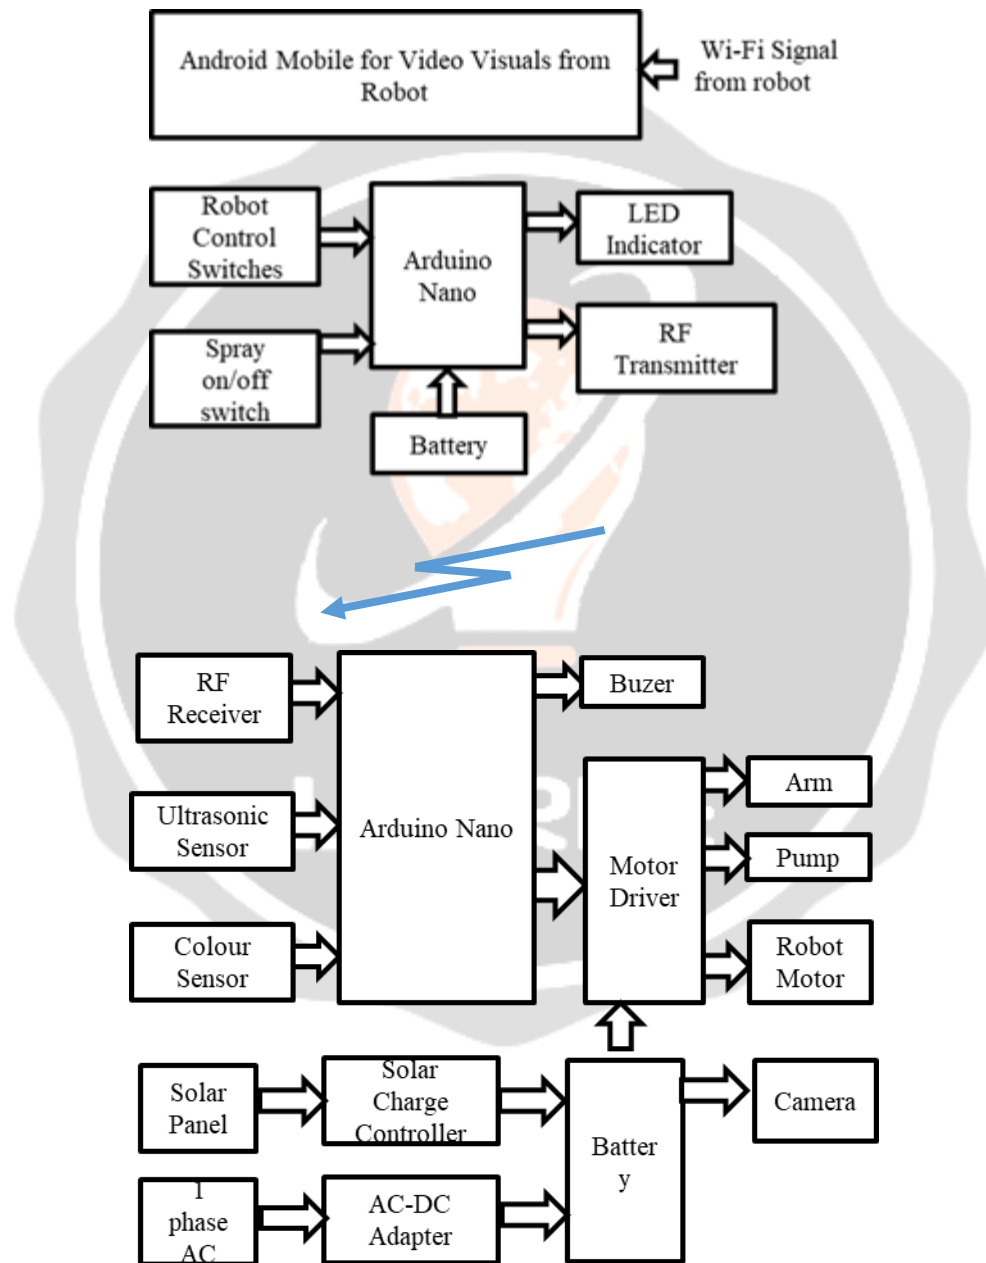 Android Mobile for Video Visuals from
Robot
Wi-Fi Signal
from robot
Robot
Control
Switches
Arduino
Nano
LED
Indicator
RF
Transmitter
Spray
on/off
switch
Battery
RF
Receiver
Buzer
Ultrasonic
Sensor
Arduino Nano
Motor
Driver
Arm
Pump
Colour
Sensor
Robot
Motor
Solar
Panel
Solar
Charge
Controller
Batter
y
Camera
1
phase
AC
AC-DC
Adapter